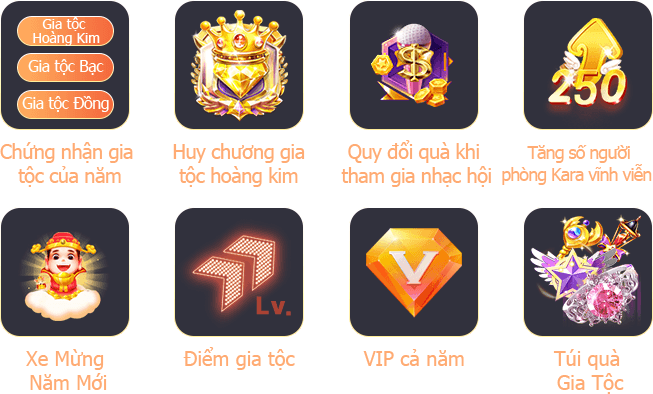 Gia tộc
Hoàng Kim
Gia tộc Bạc
Gia tộc Đồng
Chứng nhận gia
tộc của năm
Huy chương gia
tộc hoàng kim
$
Quy đổi quà khi
tham gia nhạc hội
250
Tăng số người
phòng Kara vĩnh viễn
Xe Mừng
Năm Mới
Lv.
Điểm gia tộc
V
VIP cả năm
Túi quà
Gia Tộc